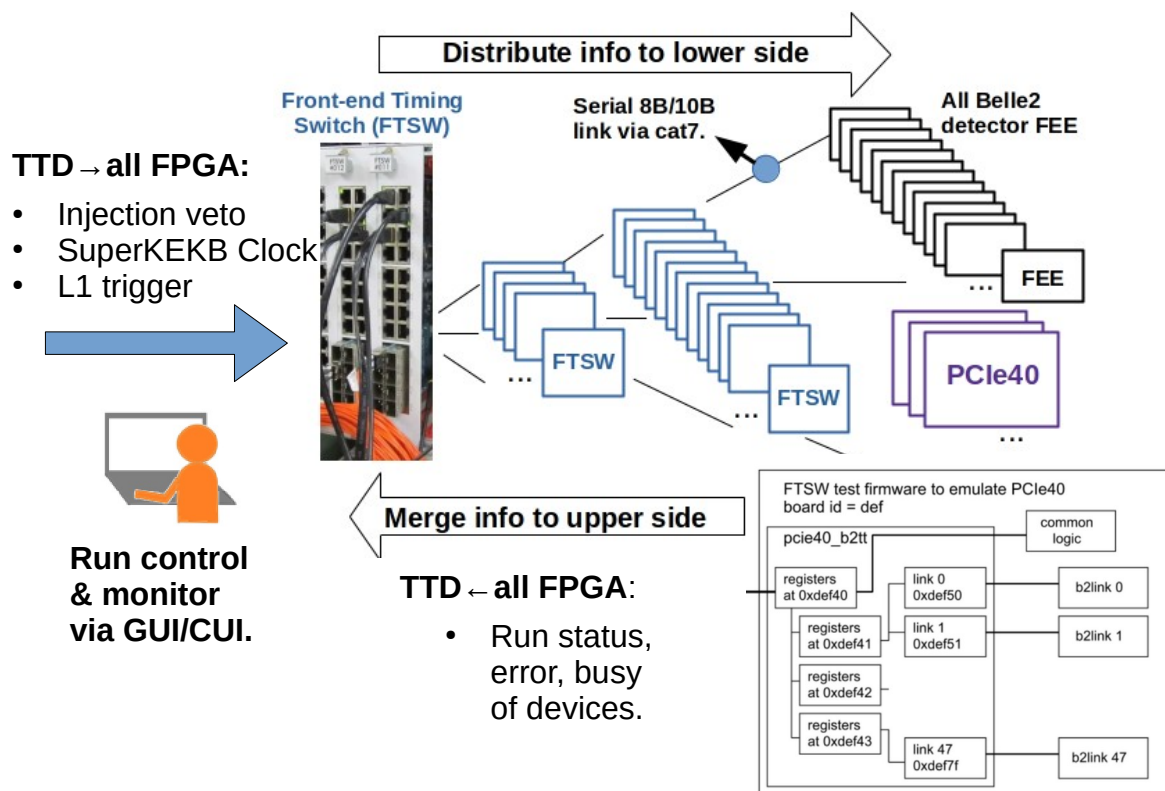 Distribute info to lower side
Front-end Timing
Switch (FTSW)
Serial 8B/10B
link via cat7.
All Belle2
detector FEE
TTD→all FPGA:
• Injection veto
• SuperKEKB Clock
• L1 trigger
FTSW
... FTSW
... FTSW
... FEE
PCIe40
...
Run control
& monitor
via GUI/CUI.
Merge info to upper side
TTD←all FPGA:
• Run status,
error, busy
of devices.
FTSW test firmware to emulate PCIe40
board id = def
pcie40_b2tt
common
logic
registers
at 0xdef40
link 0
0xdef50
b2link 0
registers
at 0xdef41
link 1
0xdef51
b2link 1
registers
at 0xdef42
registers
at 0xdef43
link 47
0xdef7f
b2link 47